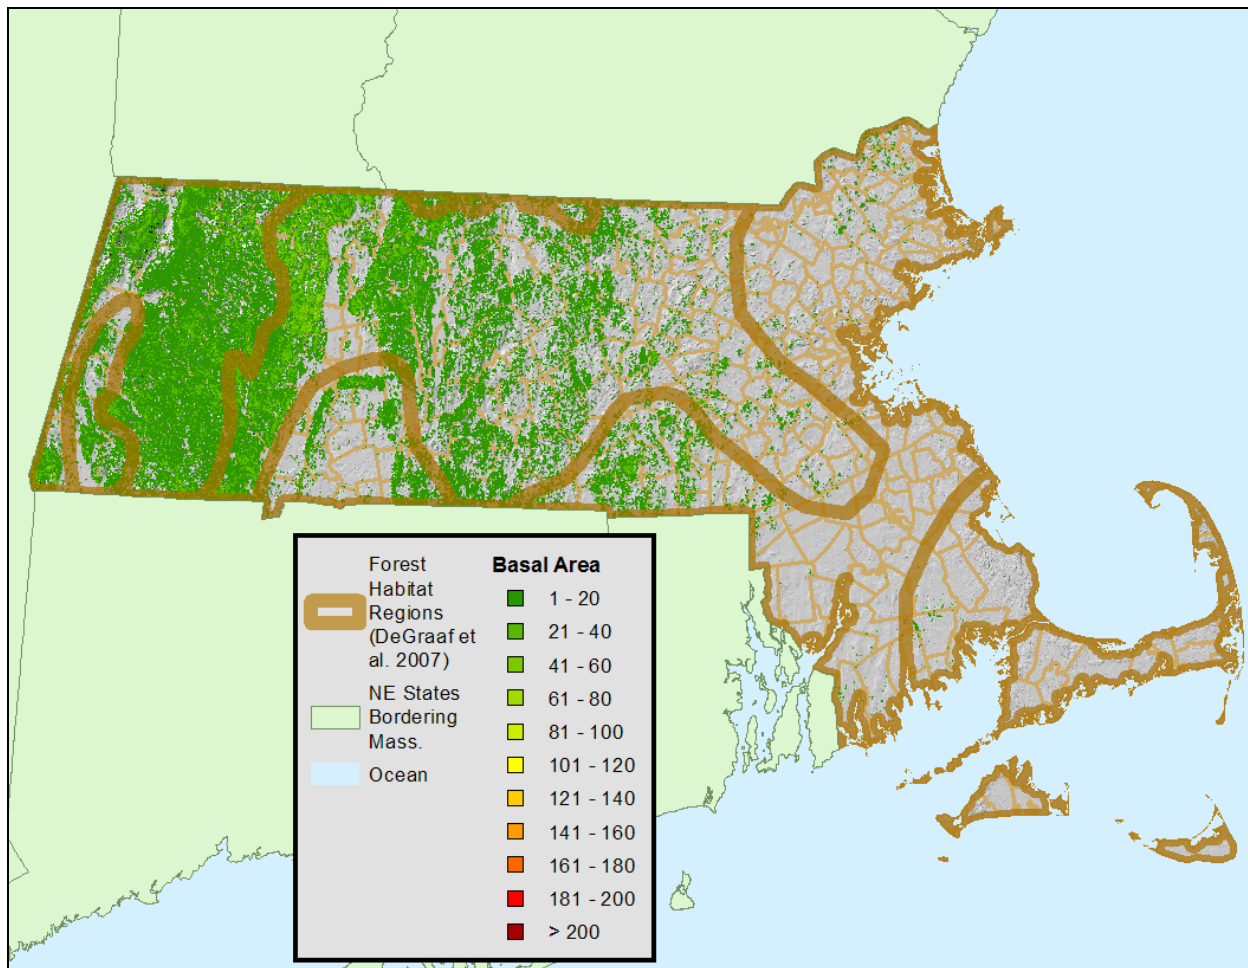 Forest
Habitat
Regions
(DeGraaf et
al. 2007)
NE States
Bordering
Mass.
Ocean
Basal Area
1 - 20
21 - 40
41 - 60
61 - 80
81 - 100
101 - 120
121 - 140
141 - 160
161 - 180
181 - 200
> 200